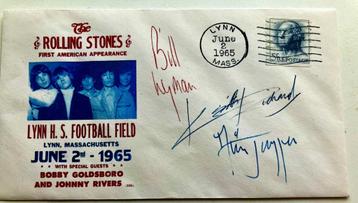 The
ROLLING STONES
FIRST AMERICAN APPEARANCE
LYNN H. S. FOOTBALL FIELD
LYNN, MASSACHUSETTS
JUNE 2nd - 1965
WITH SPECIAL GUESTS
BOBBY GOLDSBORO
AND JOHNNY RIVERS
Bill
Wyman
LYNN
June
2
1965
MASS.
5c